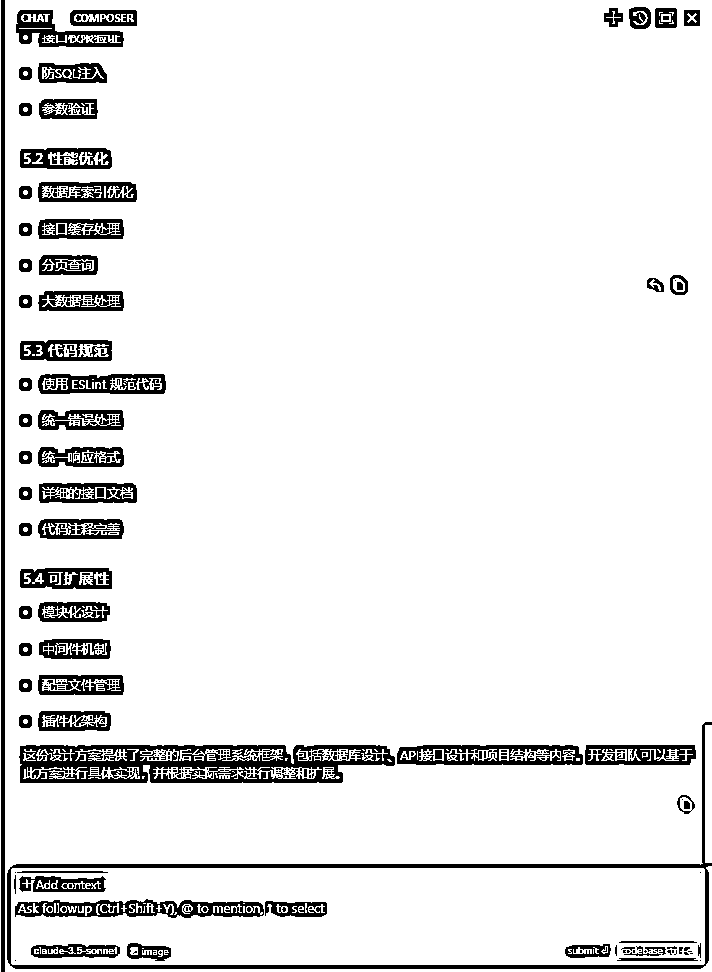 CHAT COMPOSER
接口权限验证
防SQL注入
参数验证
5.2 性能优化
数据库索引优化
接口缓存处理
分页查询
大数据量处理
5.3 代码规范
使用 ESLint 规范代码
统一错误处理
统一响应格式
详细的接口文档
代码注释完善
5.4 可扩展性
模块化设计
中间件机制
配置文件管理
插件化架构
这份设计方案提供了完整的后台管理系统框架，包括数据库设计、API接口设计和项目结构等内容。开发团队可以基于
此方案进行具体实现，并根据实际需求进行调整和扩展。
+ Add context
Ask followup (Ctrl+Shift+Y), @ to mention, ↑ to select
claude-3.5-sonnet image submit codebase